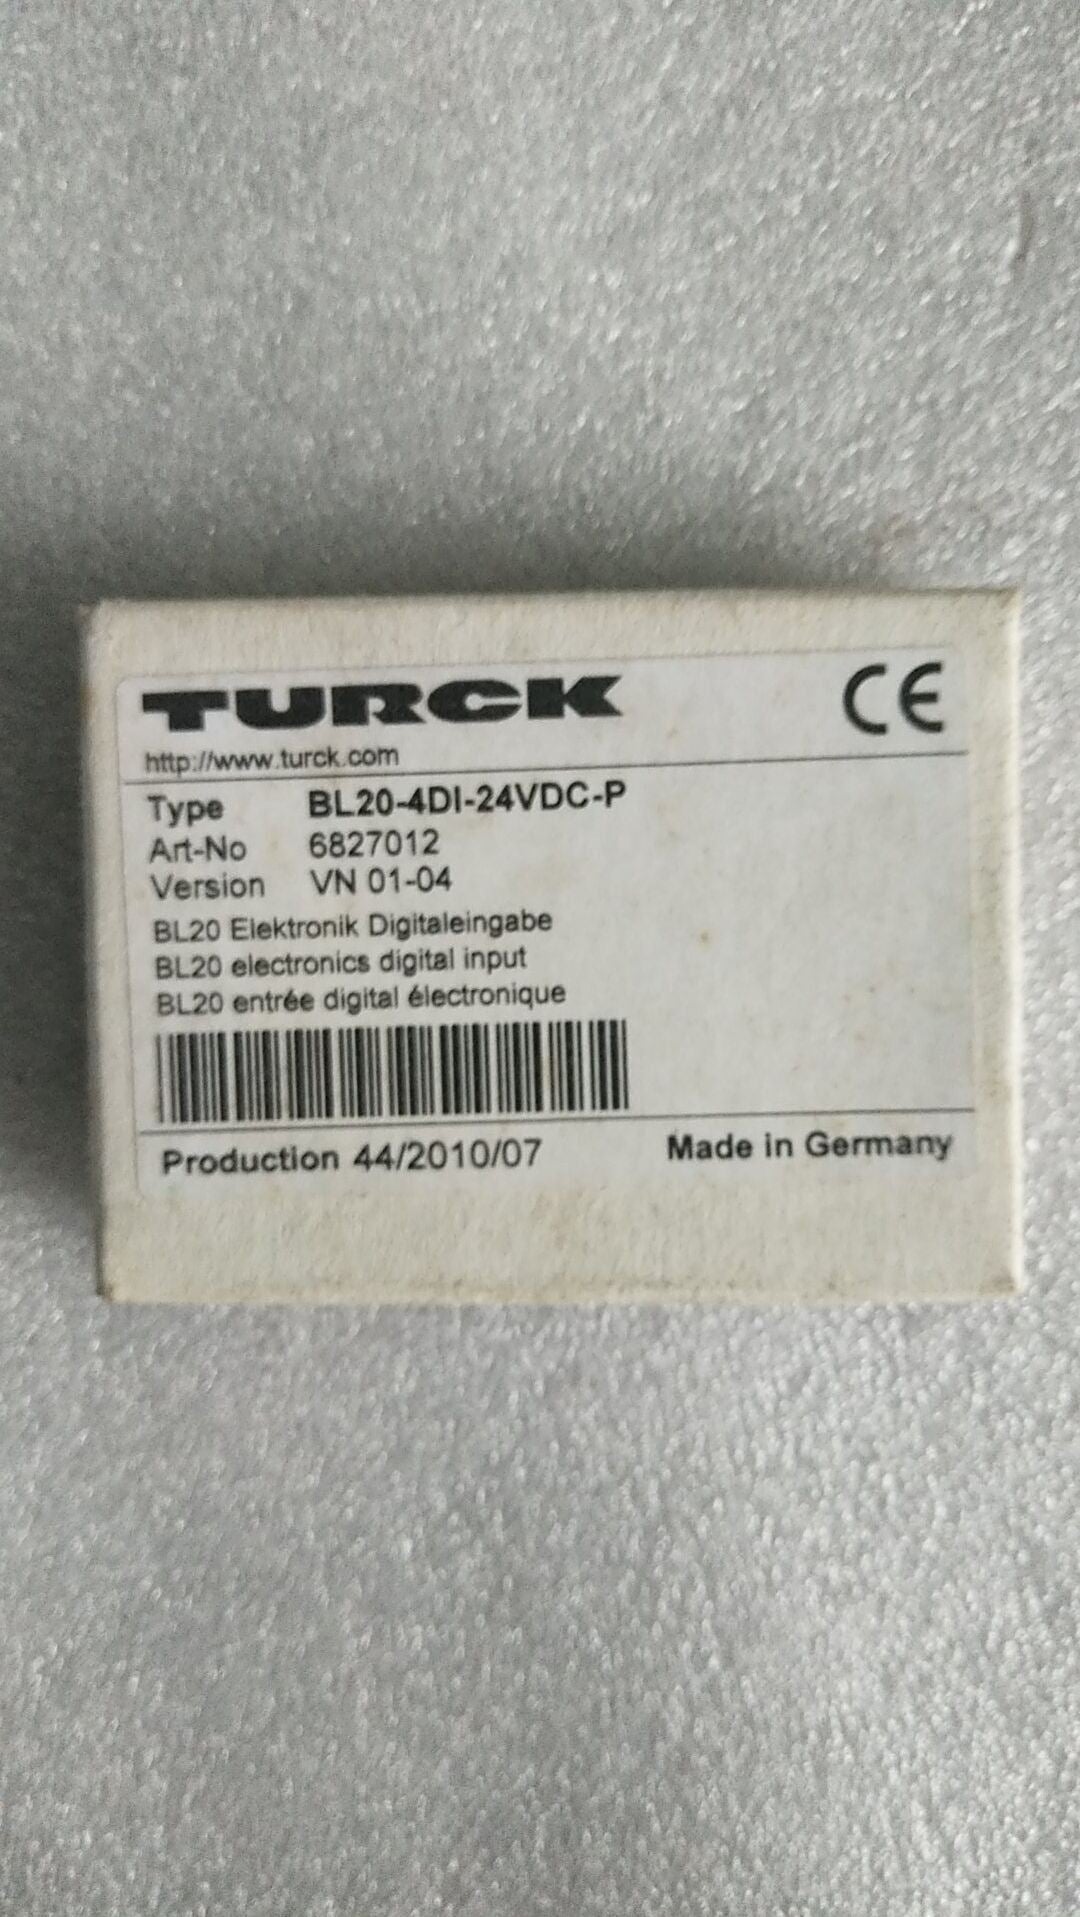 TURCK CE
http://www.turck.com
Type BL20-4DI-24VDC-P
Art-No 6827012
Version VN 01-04
BL20 Elektronik Digitaleingabe
BL20 electronics digital input
BL20 entrée digital électronique
Production 44/2010/07 Made in Germany